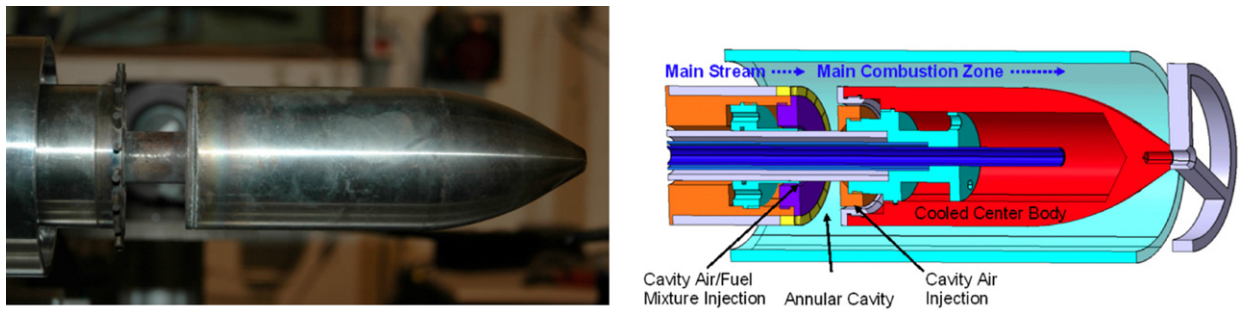 Main Stream
Main Combustion Zone
Cooled Center Body
Cavity Air/Fuel
Mixture Injection
Annular Cavity
Cavity Air
Injection